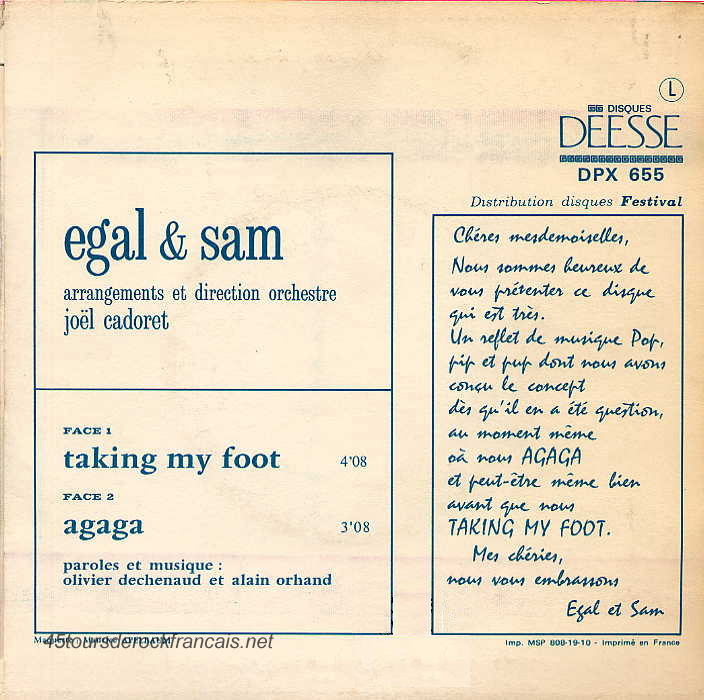 L
DISQUES
DEESSE
DPX 655
Distribution disques Festival
egal & sam
arrangements et direction orchestre
joël cadoret
FACE 1
taking my foot 4'08
FACE 2
agaga 3'08
paroles et musique :
olivier dechenaud et alain orhand
Chéres mesdemoiselles,
Nous sommes heureux de
vous présenter ce disque
qui est très.
Un reflet de musique Pop,
pip et pup dont nous avons
conçu le concept
dès qu'il en a été question,
au moment même
où nous AGAGA
et peut-être même bien
avant que nous
TAKING MY FOOT.
Mes chéries,
nous vous embrassons
Egal et Sam
45toursderockfrancais.net
Imp. MSP 808-19-10 - Imprimé en France